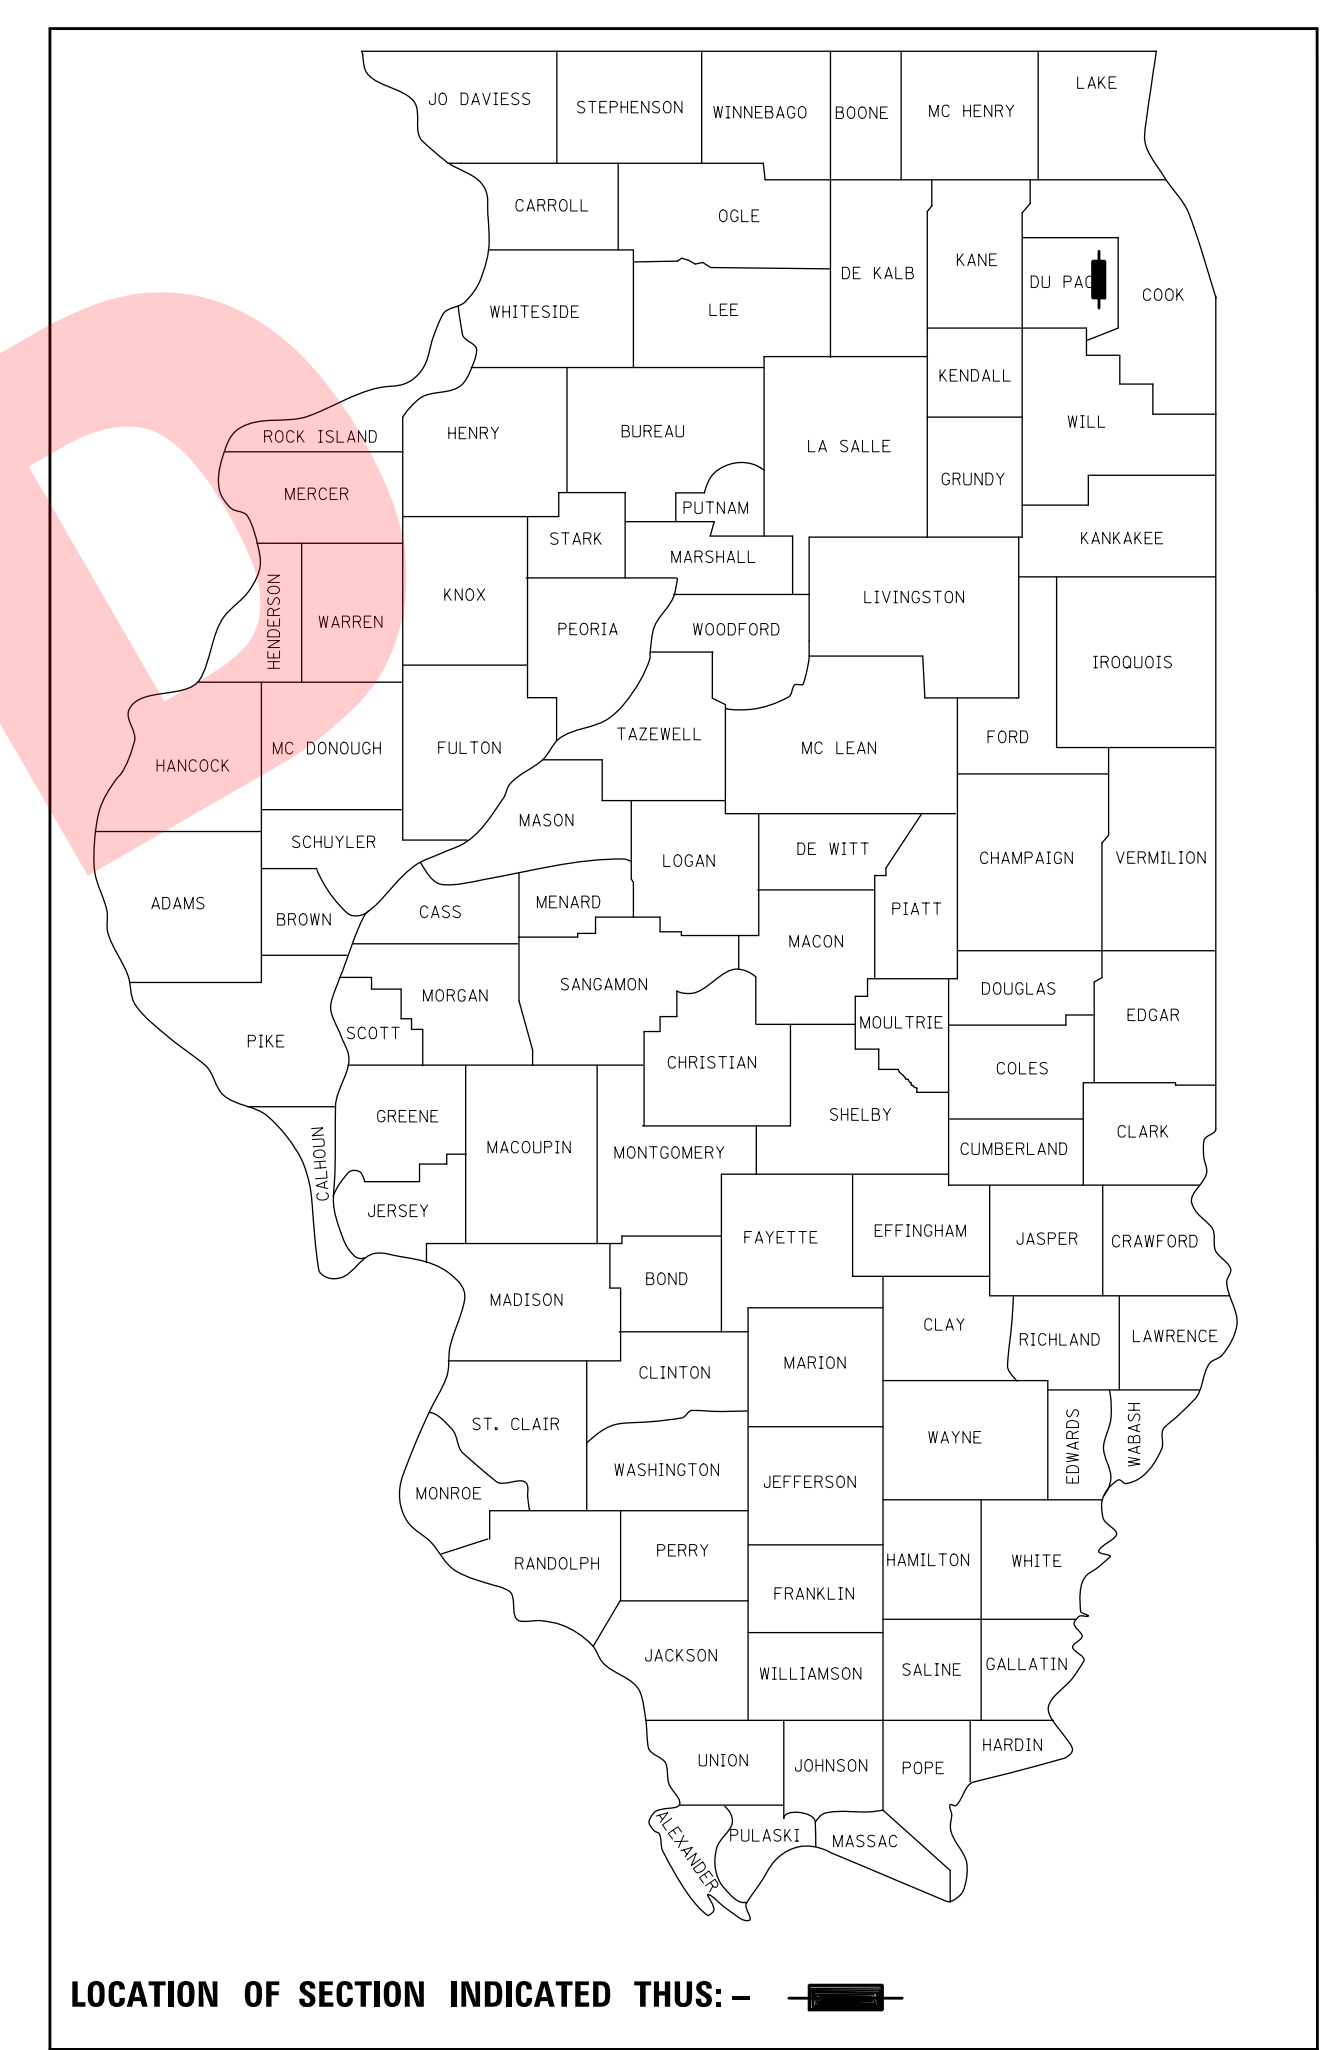 LAKE
JO DAVIESS
STEPHENSON
WINNEBAGO
BOONE
MC HENRY
CARROLL
OGLE
DE KALB
KANE
DU PAG
COOK
WHITESIDE
LEE
KENDALL
ROCK ISLAND
HENRY
BUREAU
LA SALLE
WILL
MERCER
PUTNAM
GRUNDY
STARK
MARSHALL
KANKAKEE
HENDERSON
WARREN
KNOX
PEORIA
WOODFORD
LIVINGSTON
IROQUOIS
HANCOCK
MC DONOUGH
FULTON
TAZEWELL
MC LEAN
FORD
SCHUYLER
MASON
LOGAN
DE WITT
CHAMPAIGN
VERMILION
ADAMS
BROWN
CASS
MENARD
MACON
PIATT
PIKE
SCOTT
MORGAN
SANGAMON
CHRISTIAN
MOULTRIE
DOUGLAS
EDGAR
COLES
CALHOUN
GREENE
MACOUPIN
MONTGOMERY
SHELBY
CUMBERLAND
CLARK
JERSEY
FAYETTE
EFFINGHAM
JASPER
CRAWFORD
MADISON
BOND
CLAY
RICHLAND
LAWRENCE
CLINTON
MARION
ST. CLAIR
WASHINGTON
JEFFERSON
WAYNE
EDWARDS
WABASH
MONROE
RANDOLPH
PERRY
FRANKLIN
HAMILTON
WHITE
JACKSON
WILLIAMSON
SALINE
GALLATIN
UNION
JOHNSON
POPE
HARDIN
ALEXANDER
PULASKI
MASSAC
LOCATION OF SECTION INDICATED THUS: –